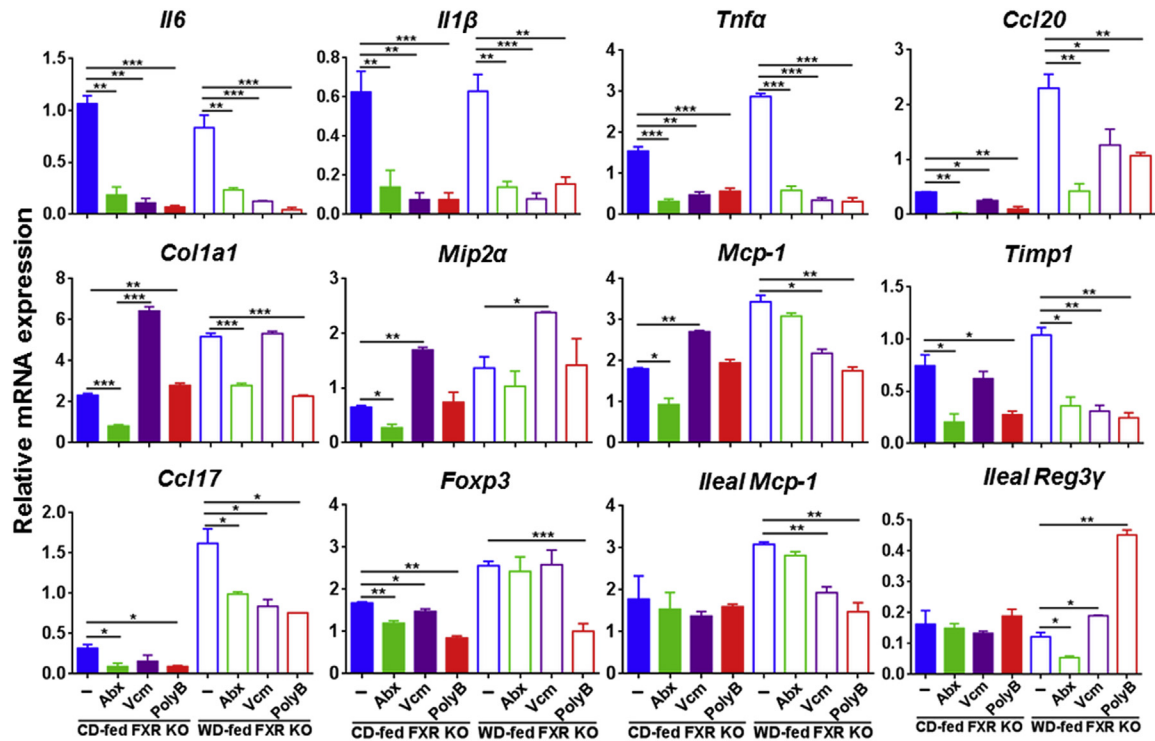 Relative mRNA expression
Il6 Il1β Tnfα Ccl20
1.5 1.0 0.5 0.0
** ** *** ** *** ***
0.8 0.6 0.4 0.2 0.0
** ** *** ** *** **
4 3 2 1 0
*** ** *** *** *** ***
3 2 1 0
** * ** ** * **
Col1a1 Mip2α Mcp-1 Timp1
8 6 4 2 0
*** *** ** *** ***
3 2 1 0
* ** *
4 3 2 1 0
* ** * **
1.5 1.0 0.5 0.0
* * * ** **
Ccl17 Foxp3 Ileal Mcp-1 Ileal Reg3γ
2.0 1.5 1.0 0.5 0.0
* * * * *
4 3 2 1 0
** * ** ***
4 3 2 1 0
** **
0.5 0.4 0.3 0.2 0.1 0.0
* * **
– Abx Vcm PolyB – Abx Vcm PolyB
CD-fed FXR KO WD-fed FXR KO
– Abx Vcm PolyB – Abx Vcm PolyB
CD-fed FXR KO WD-fed FXR KO
– Abx Vcm PolyB – Abx Vcm PolyB
CD-fed FXR KO WD-fed FXR KO
– Abx Vcm PolyB – Abx Vcm PolyB
CD-fed FXR KO WD-fed FXR KO